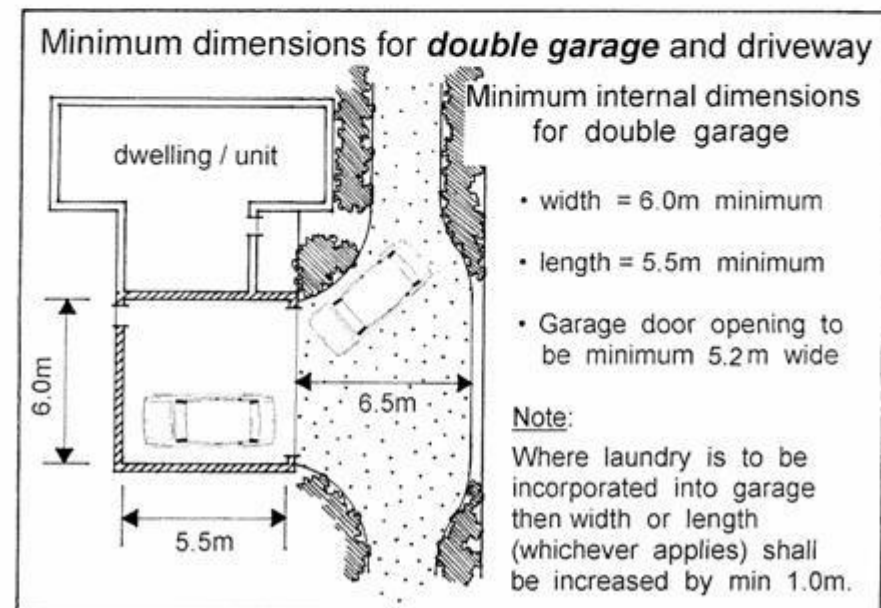 Minimum dimensions for double garage and driveway
Minimum internal dimensions
for double garage
dwelling / unit
• width = 6.0m minimum
• length = 5.5m minimum
• Garage door opening to
be minimum 5.2m wide
6.0m
6.5m
5.5m
Note:
Where laundry is to be
incorporated into garage
then width or length
(whichever applies) shall
be increased by min 1.0m.